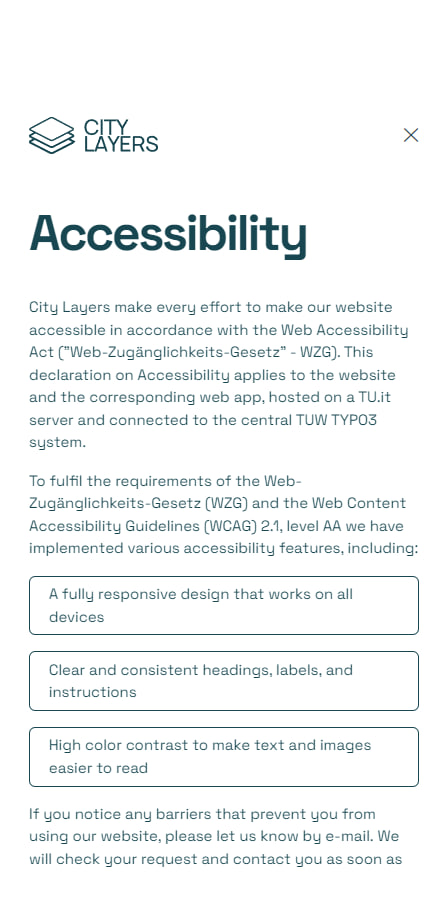 CITY
LAYERS
Accessibility
City Layers make every effort to make our website
accessible in accordance with the Web Accessibility
Act ("Web-Zugänglichkeits-Gesetz" - WZG). This
declaration on Accessibility applies to the website
and the corresponding web app, hosted on a TU.it
server and connected to the central TUW TYPO3
system.
To fulfil the requirements of the Web-
Zugänglichkeits-Gesetz (WZG) and the Web Content
Accessibility Guidelines (WCAG) 2.1, level AA we have
implemented various accessibility features, including:
A fully responsive design that works on all
devices
Clear and consistent headings, labels, and
instructions
High color contrast to make text and images
easier to read
If you notice any barriers that prevent you from
using our website, please let us know by e-mail. We
will check your request and contact you as soon as